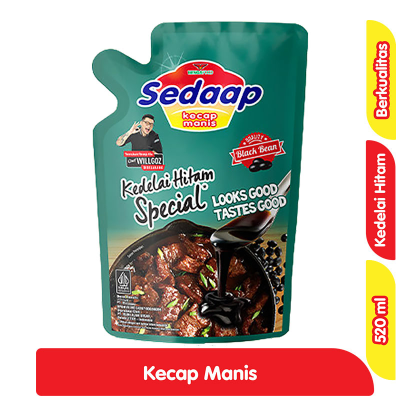 Sedaap
kecap
manis
QUALITY
Black Bean
Chef WILLGOZ
Kedelai Hitam
Special
LOOKS GOOD
TASTES GOOD
Kecap Manis
Berkualitas
Kedelai Hitam
520 ml